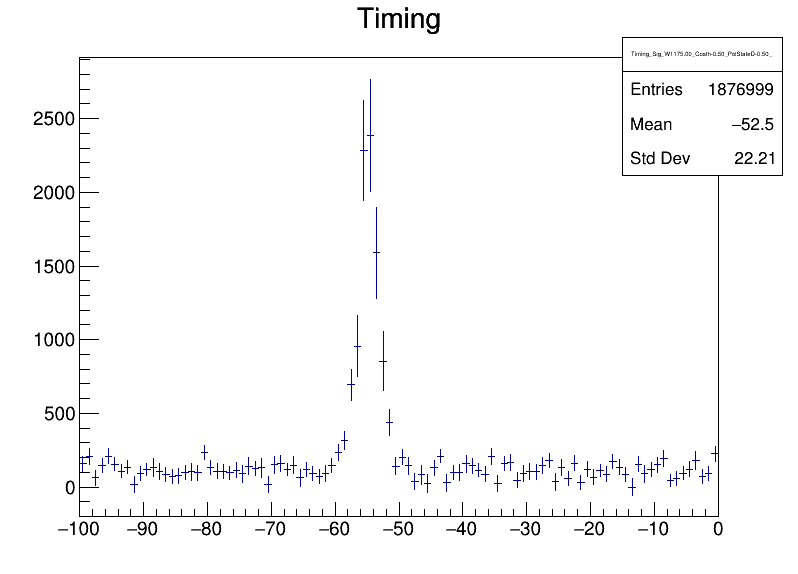 Timing
Timing_Sig_W1175.00_Costh-0.50_PolStateD-0.50_
Entries 1876999
Mean −52.5
Std Dev 22.21
2500
2000
1500
1000
500
0
−100 −90 −80 −70 −60 −50 −40 −30 −20 −10 0